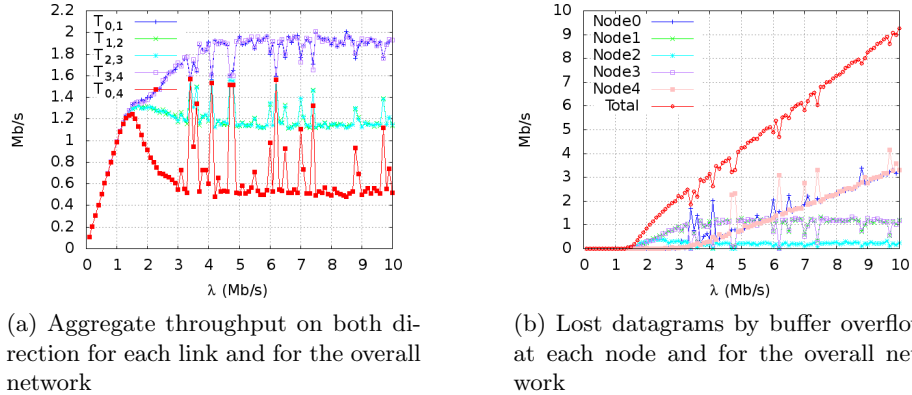 2.2
2
1.8
1.6
1.4
1.2
1
0.8
0.6
0.4
0.2
0
Mb/s
T0,1
T1,2
T2,3
T3,4
T0,4
0 1 2 3 4 5 6 7 8 9 10
λ (Mb/s)
10
9
8
7
6
5
4
3
2
1
0
Mb/s
Node0
Node1
Node2
Node3
Node4
Total
0 1 2 3 4 5 6 7 8 9 10
λ (Mb/s)
(a) Aggregate throughput on both di-
rection for each link and for the overall
network
(b) Lost datagrams by buffer overflo
at each node and for the overall ne
work